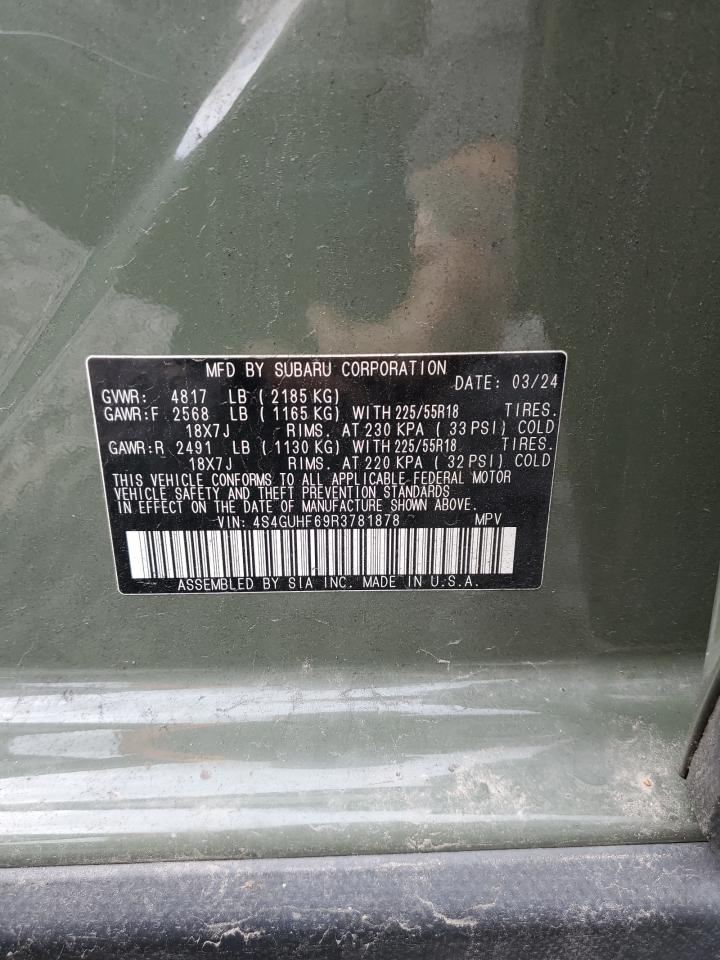 MFD BY SUBARU CORPORATION
DATE: 03/24
GVWR: 4817 LB ( 2185 KG)
GAWR:F 2568 LB ( 1165 KG) WITH 225/55R18 TIRES.
18X7J RIMS. AT 230 KPA ( 33 PSI) COLD
GAWR:R 2491 LB ( 1130 KG) WITH 225/55R18 TIRES.
18X7J RIMS. AT 220 KPA ( 32 PSI) COLD
THIS VEHICLE CONFORMS TO ALL APPLICABLE FEDERAL MOTOR
VEHICLE SAFETY AND THEFT PREVENTION STANDARDS
IN EFFECT ON THE DATE OF MANUFACTURE SHOWN ABOVE.
VIN: 4S4GUHF69R3781878 MPV
ASSEMBLED BY SIA INC. MADE IN U.S.A.